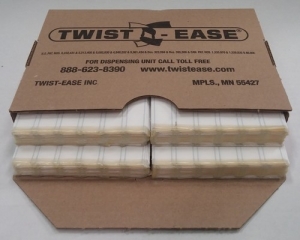 TWIST EASE®
FOR DISPENSING UNIT CALL TOLL FREE
888-623-8390 www.twistease.com
TWIST-EASE INC MPLS., MN 55427